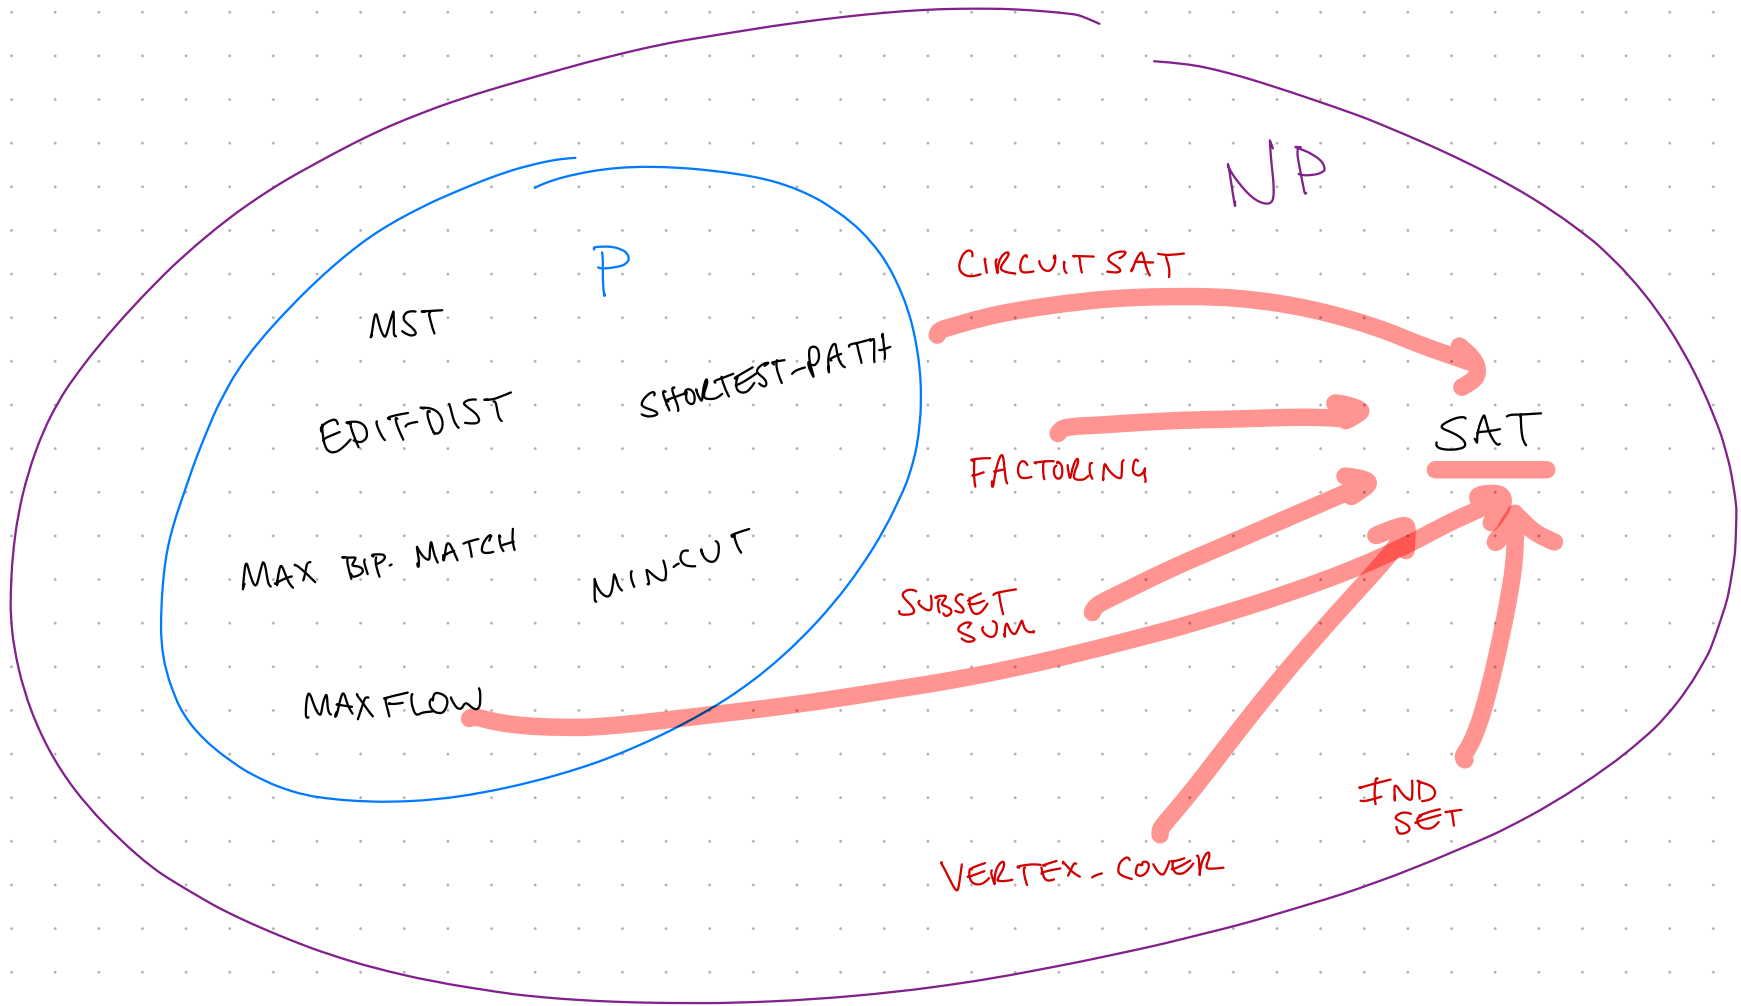 NP
P
CIRCUIT SAT
MST
SHORTEST-PATH
EDIT-DIST
SAT
FACTORING
MAX BIP. MATCH
MIN-CUT
SUBSET
SUM
MAX FLOW
IND
SET
VERTEX-COVER